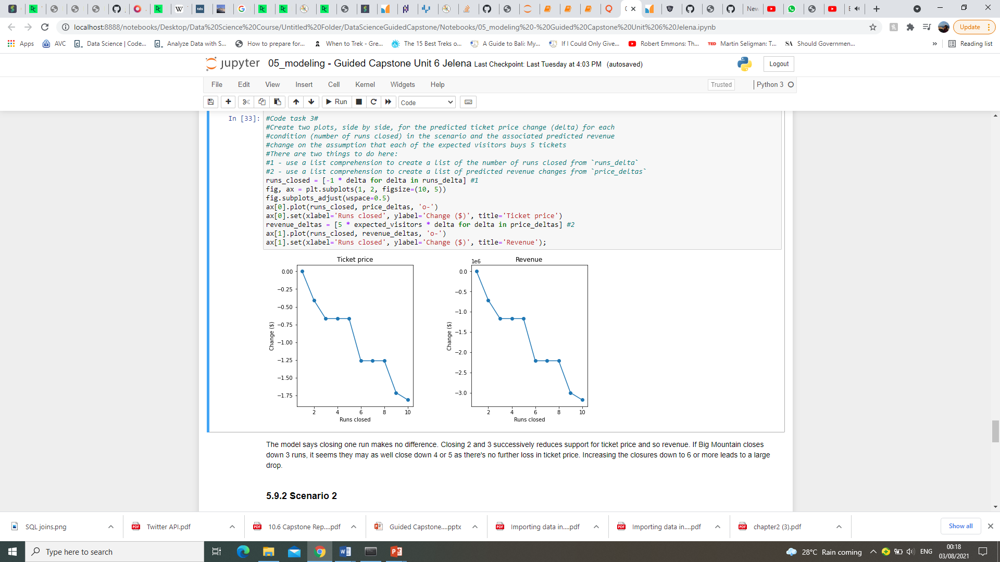 localhost:8888/notebooks/Desktop/Data%20Science%20Course/Untitled%20Folder/DataScienceGuidedCapstone/Notebooks/05_modeling%20-%20Guided%20Capstone%20Unit%206%20Jelena.ipynb
Update
Apps
AVC
Data Science | Code...
Analyze Data with S...
How to prepare for...
When to Trek - Gre...
The 15 Best Treks o...
A Guide to Bali: My...
If I Could Only Give...
Robert Emmons: Th...
Martin Seligman: T...
Should Governmen...
Reading list
jupyter 05_modeling - Guided Capstone Unit 6 Jelena Last Checkpoint: Last Tuesday at 4:03 PM (autosaved)
Logout
File Edit View Insert Cell Kernel Widgets Help
Trusted
Python 3
Run
Code
In [33]:
#Code task 3#
#Create two plots, side by side, for the predicted ticket price change (delta) for each
#condition (number of runs closed) in the scenario and the associated predicted revenue
#change on the assumption that each of the expected visitors buys 5 tickets
#There are two things to do here:
#1 - use a list comprehension to create a list of the number of runs closed from `runs_delta`
#2 - use a list comprehension to create a list of predicted revenue changes from `price_deltas`
runs_closed = [-1 * delta for delta in runs_delta] #1
fig, ax = plt.subplots(1, 2, figsize=(10, 5))
fig.subplots_adjust(wspace=0.5)
ax[0].plot(runs_closed, price_deltas, 'o-')
ax[0].set(xlabel='Runs closed', ylabel='Change ($)', title='Ticket price')
revenue_deltas = [5 * expected_visitors * delta for delta in price_deltas] #2
ax[1].plot(runs_closed, revenue_deltas, 'o-')
ax[1].set(xlabel='Runs closed', ylabel='Change ($)', title='Revenue');
Ticket price
0.00
−0.25
−0.50
−0.75
−1.00
−1.25
−1.50
−1.75
Change ($)
2 4 6 8 10
Runs closed
1e6
Revenue
0.0
−0.5
−1.0
−1.5
−2.0
−2.5
−3.0
Change ($)
2 4 6 8 10
Runs closed
The model says closing one run makes no difference. Closing 2 and 3 successively reduces support for ticket price and so revenue. If Big Mountain closes
down 3 runs, it seems they may as well close down 4 or 5 as there's no further loss in ticket price. Increasing the closures down to 6 or more leads to a large
drop.
5.9.2 Scenario 2
SQL joins.png
Twitter API.pdf
10.6 Capstone Rep....pdf
Guided Capstone....pptx
Importing data in....pdf
Importing data in....pdf
chapter2 (3).pdf
Show all
Type here to search
28°C Rain coming
ENG
00:18
03/08/2021